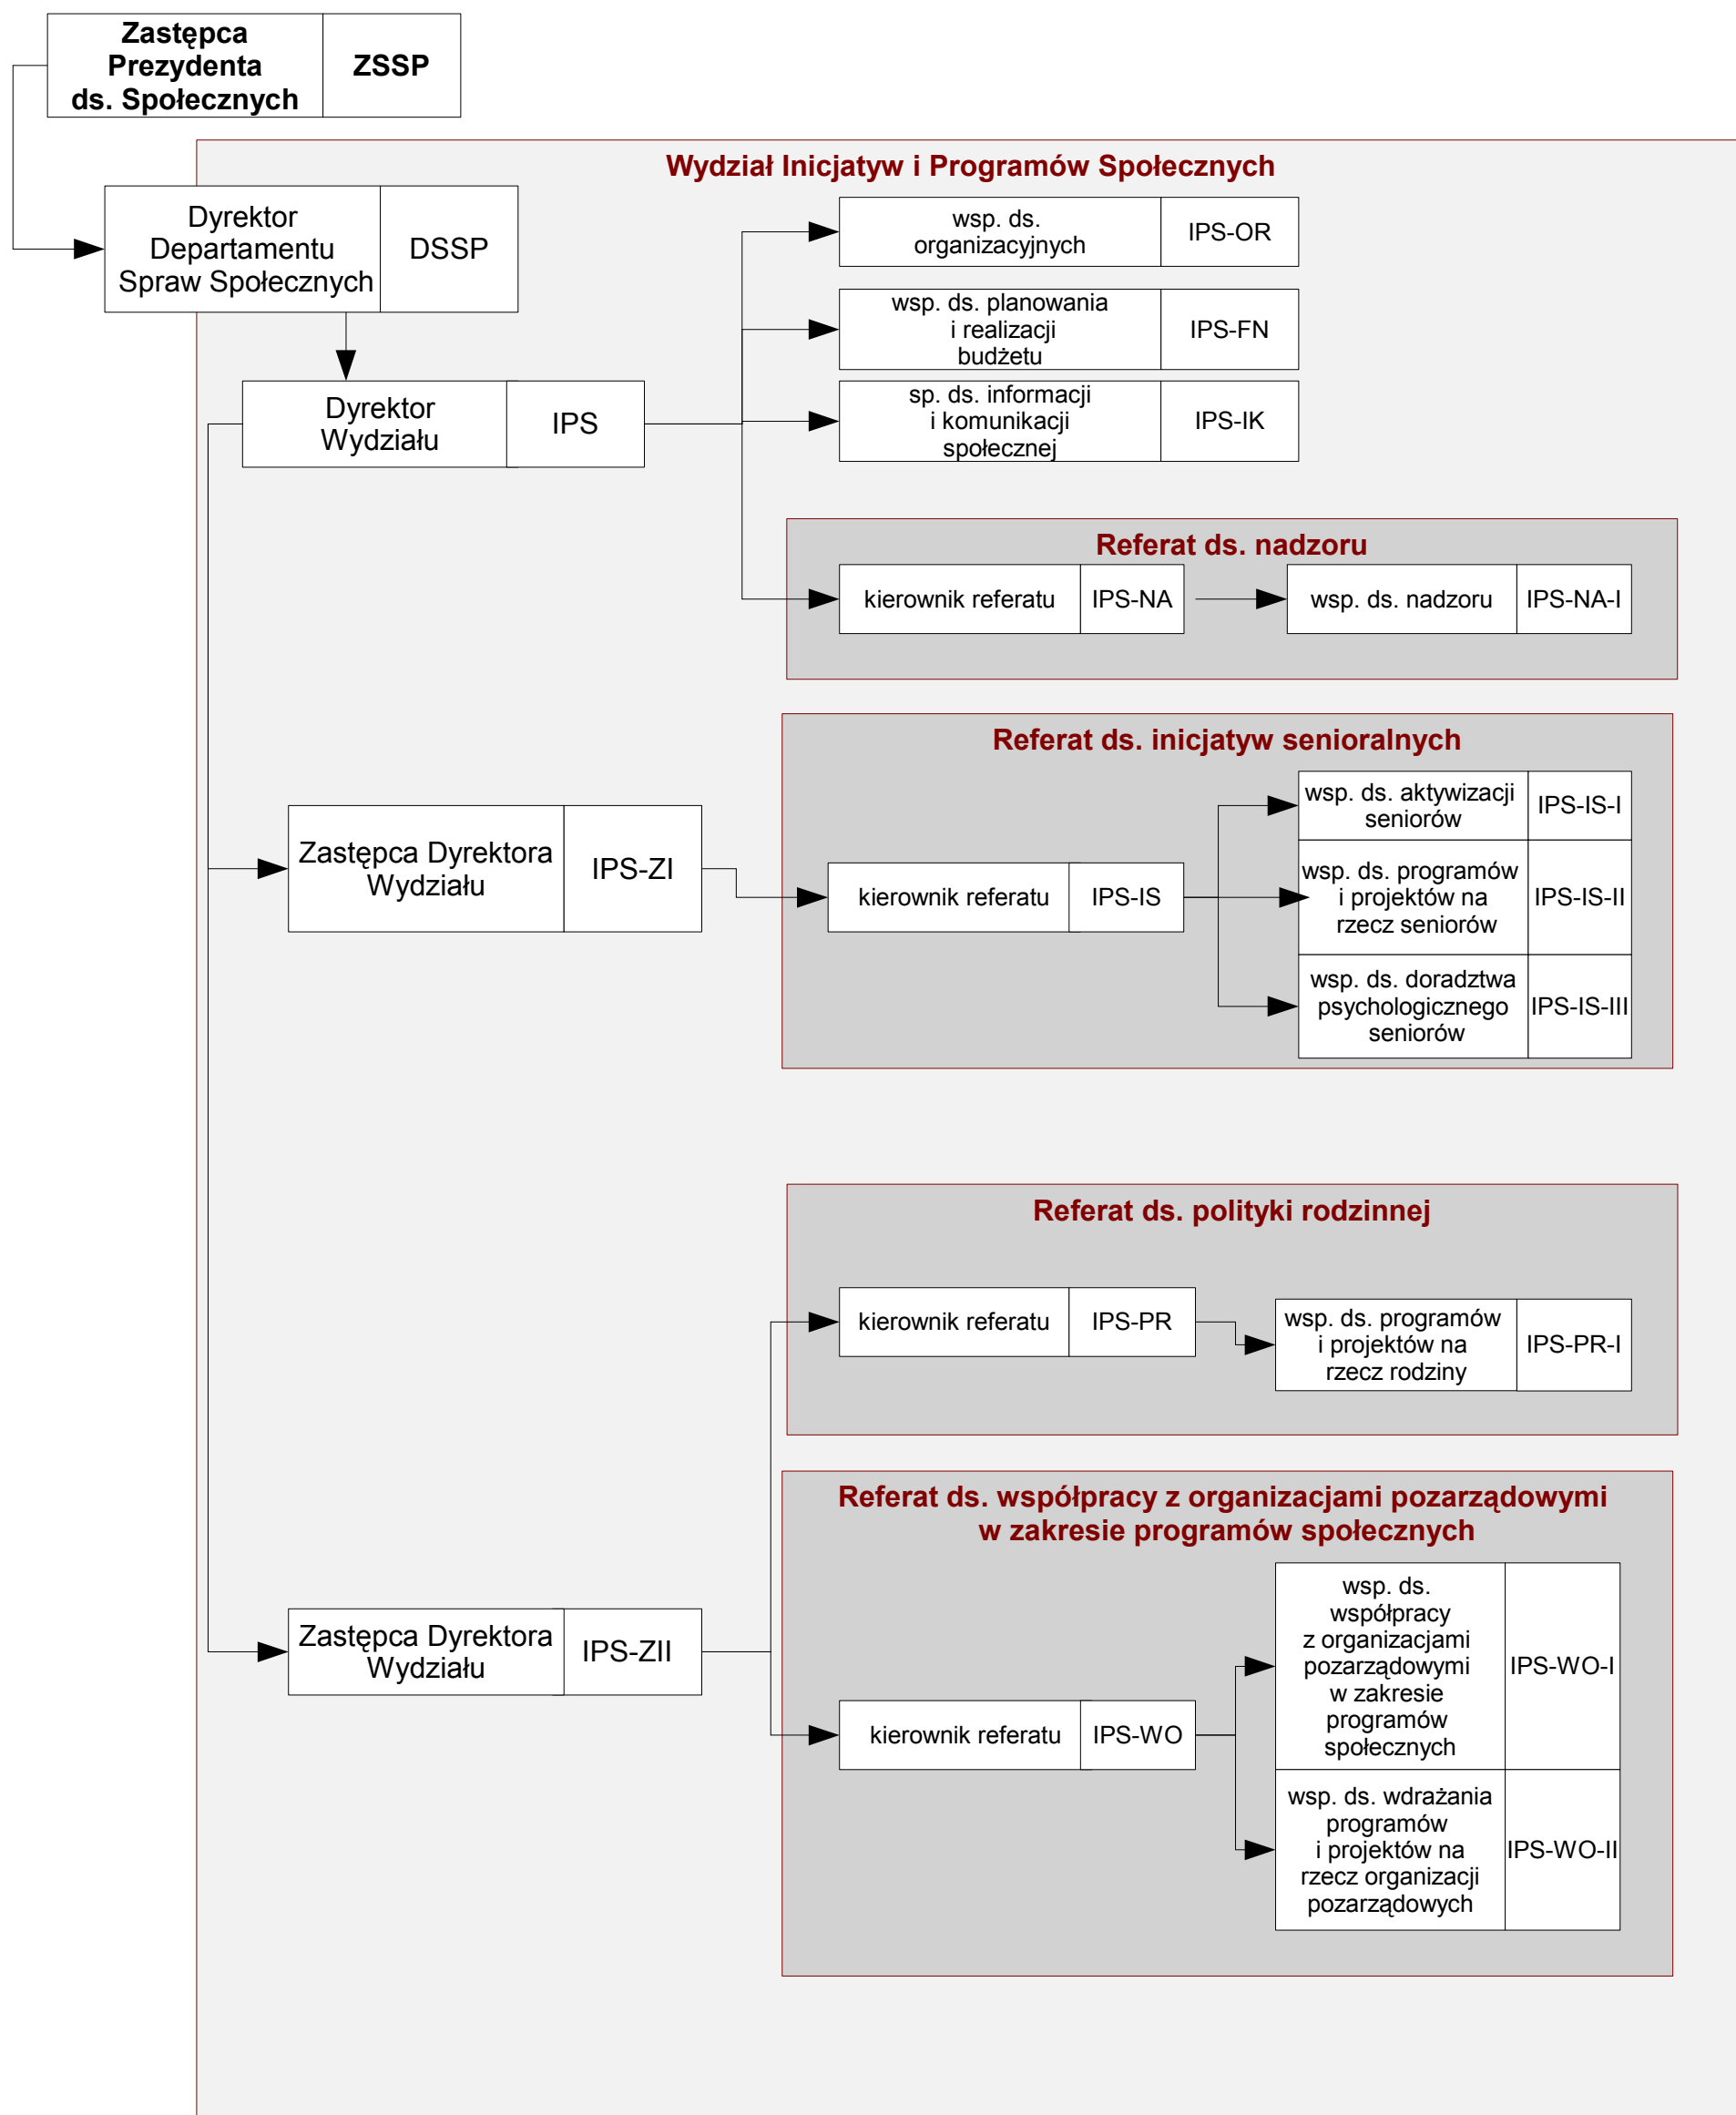 Zastępca
Prezydenta
ds. Społecznych
ZSSP
Wydział Inicjatyw i Programów Społecznych
Dyrektor
Departamentu
Spraw Społecznych
DSSP
wsp. ds.
organizacyjnych
IPS-OR
wsp. ds. planowania
i realizacji
budżetu
IPS-FN
Dyrektor
Wydziału
IPS
sp. ds. informacji
i komunikacji
społecznej
IPS-IK
Referat ds. nadzoru
kierownik referatu
IPS-NA
wsp. ds. nadzoru
IPS-NA-I
Referat ds. inicjatyw senioralnych
Zastępca Dyrektora
Wydziału
IPS-ZI
kierownik referatu
IPS-IS
wsp. ds. aktywizacji
seniorów
IPS-IS-I
wsp. ds. programów
i projektów na
rzecz seniorów
IPS-IS-II
wsp. ds. doradztwa
psychologicznego
seniorów
IPS-IS-III
Referat ds. polityki rodzinnej
kierownik referatu
IPS-PR
wsp. ds. programów
i projektów na
rzecz rodziny
IPS-PR-I
Referat ds. współpracy z organizacjami pozarządowymi
w zakresie programów społecznych
Zastępca Dyrektora
Wydziału
IPS-ZII
kierownik referatu
IPS-WO
wsp. ds.
współpracy
z organizacjami
pozarządowymi
w zakresie
programów
społecznych
IPS-WO-I
wsp. ds. wdrażania
programów
i projektów na
rzecz organizacji
pozarządowych
IPS-WO-II